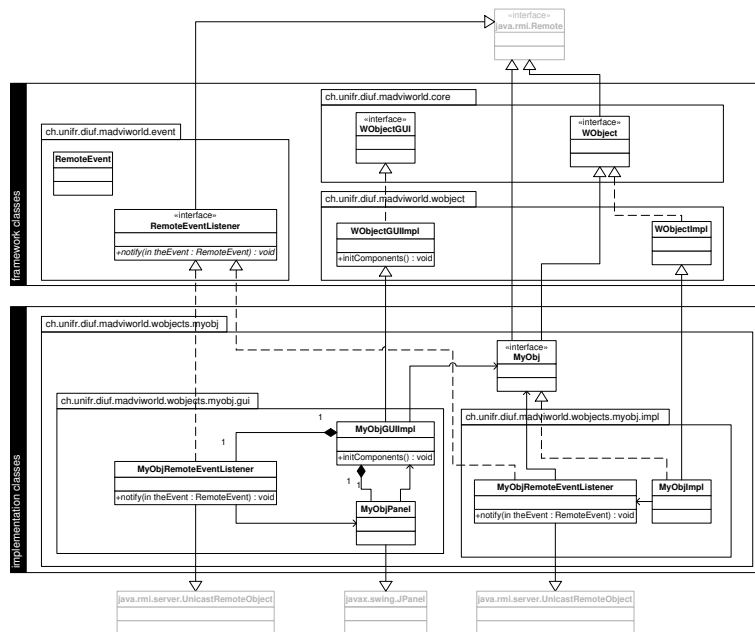 «interface»
java.rmi.Remote
framework classes
ch.unifr.diuf.madviworld.core
«interface»
WObjectGUI
«interface»
WObject
ch.unifr.diuf.madviworld.event
RemoteEvent
«interface»
RemoteEventListener
+notify(in theEvent : RemoteEvent) : void
ch.unifr.diuf.madviworld.wobject
WObjectGUIImpl
+initComponents() : void
WObjectImpl
implementation classes
ch.unifr.diuf.madviworld.wobjects.myobj
«interface»
MyObj
ch.unifr.diuf.madviworld.wobjects.myobj.gui
1
1
MyObjGUIImpl
+initComponents() : void
1
1
MyObjRemoteEventListener
+notify(in theEvent : RemoteEvent) : void
MyObjPanel
ch.unifr.diuf.madviworld.wobjects.myobj.impl
MyObjRemoteEventListener
+notify(in theEvent : RemoteEvent) : void
MyObjImpl
java.rmi.server.UnicastRemoteObject
javax.swing.JPanel
java.rmi.server.UnicastRemoteObject